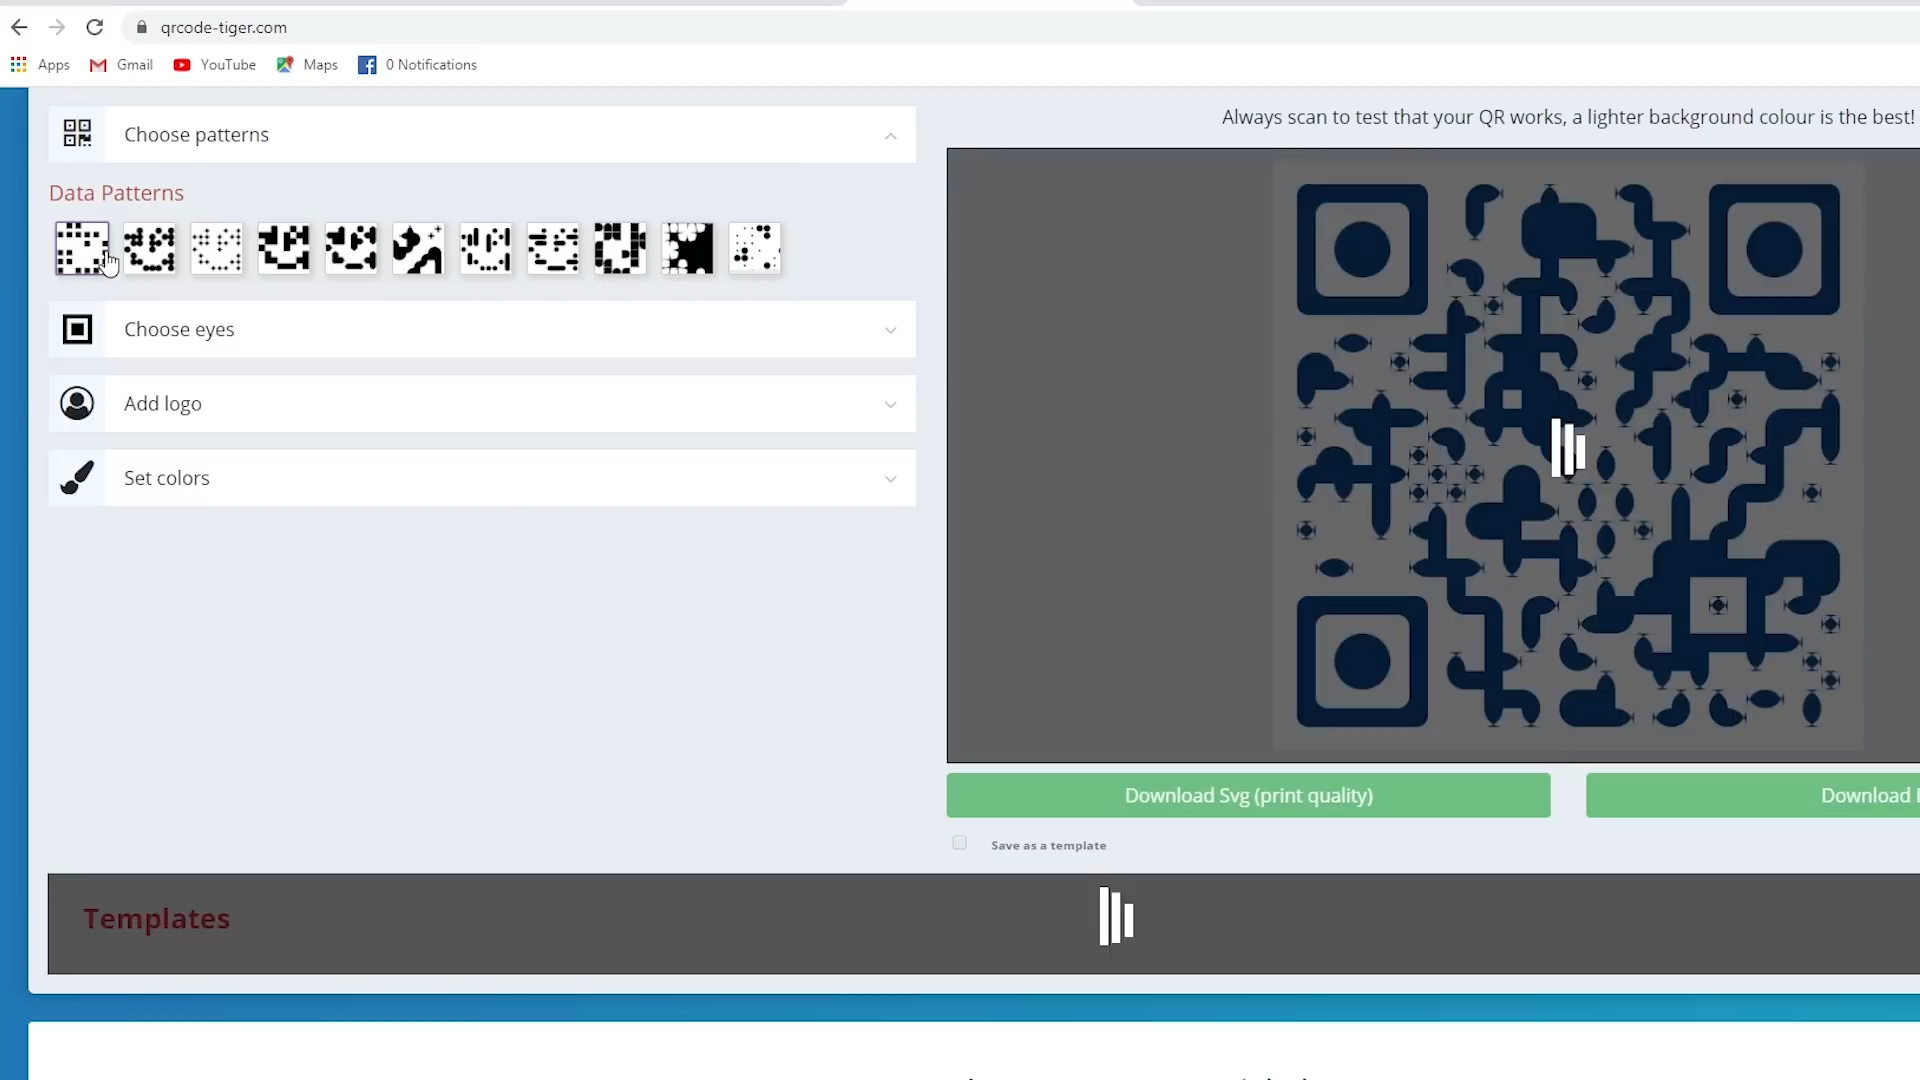 qrcode-tiger.com
Apps Gmail YouTube Maps 0 Notifications
Choose patterns
Always scan to test that your QR works, a lighter background colour is the best!
Data Patterns
Choose eyes
Add logo
Set colors
Download Svg (print quality)
Download
Save as a template
Templates